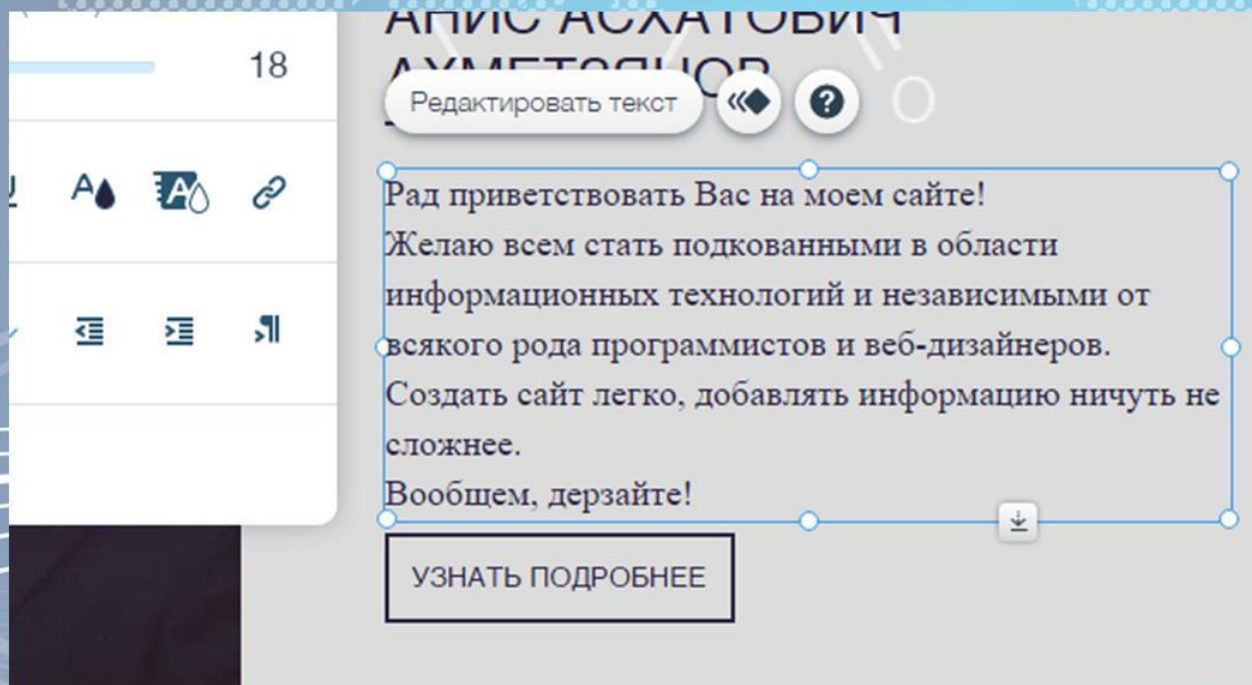 АНИС АСХАТОВИЧ
АХМЕТЗЯНОВ
18
Редактировать текст
Рад приветствовать Вас на моем сайте!
Желаю всем стать подкованными в области
информационных технологий и независимыми от
всякого рода программистов и веб-дизайнеров.
Создать сайт легко, добавлять информацию ничуть не
сложнее.
Вообщем, дерзайте!
УЗНАТЬ ПОДРОБНЕЕ